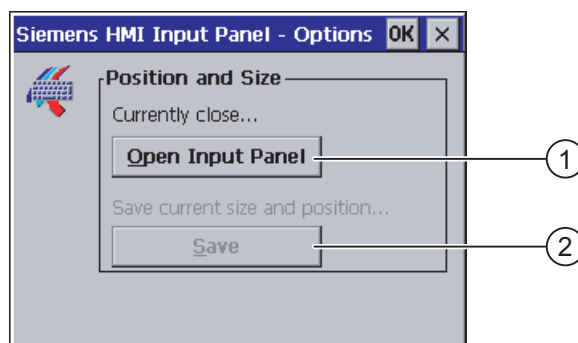 Siemens HMI Input Panel - Options OK ×
Position and Size
Currently close...
Open Input Panel
1
Save current size and position...
Save
2